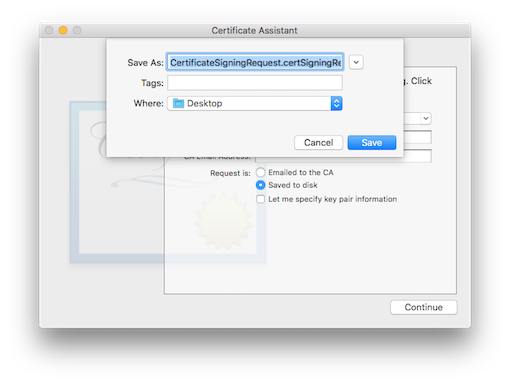 Certificate Assistant
Save As: CertificateSigningRequest.certSigningRe
Tags:
g. Click
Where: Desktop
Cancel
Save
CA Email Address:
Request is: Emailed to the CA
Saved to disk
Let me specify key pair information
Continue